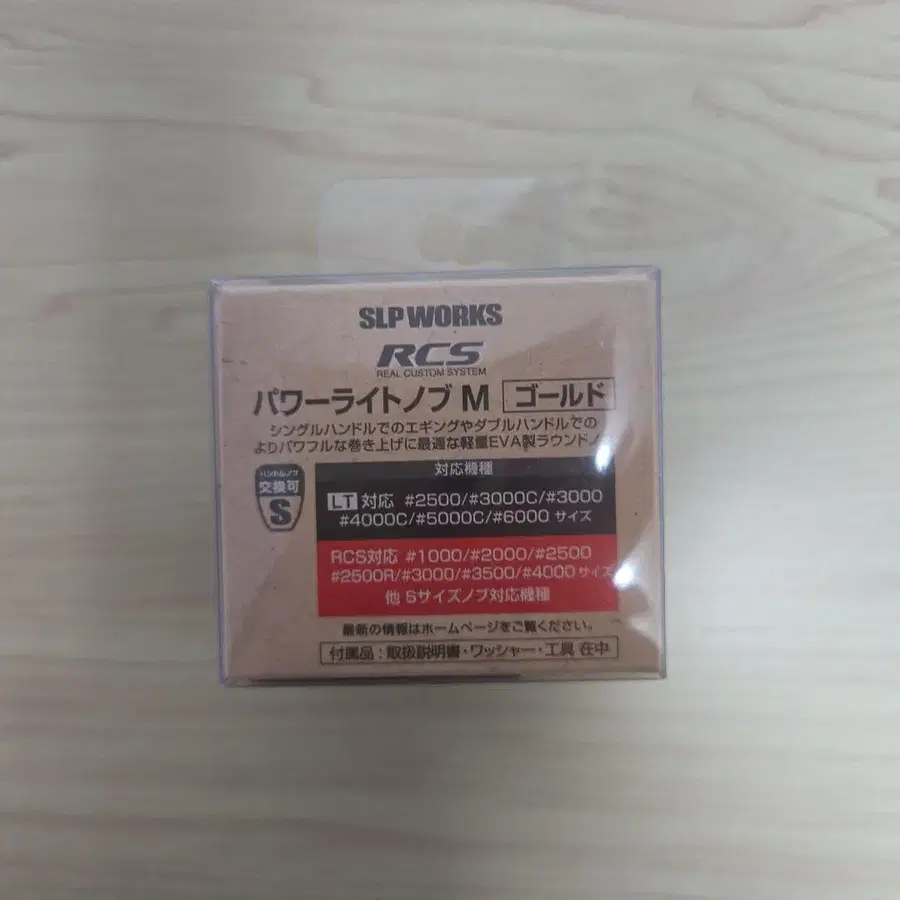 SLP WORKS
RCS
REAL CUSTOM SYSTEM
パワーライトノブ M ゴールド
シングルハンドルでのエギングやダブルハンドルでの
よりパワフルな巻き上げに最適な軽量EVA製ラウンドノブ
ハンドルノブ
交換可
S
対応機種
LT 対応 #2500/#3000C/#3000
#4000C/#5000C/#6000 サイズ
RCS対応 #1000/#2000/#2500
#2500R/#3000/#3500/#4000 サイズ
他 Sサイズノブ対応機種
最新の情報はホームページをご覧ください。
付属品：取扱説明書・ワッシャー・工具 在中